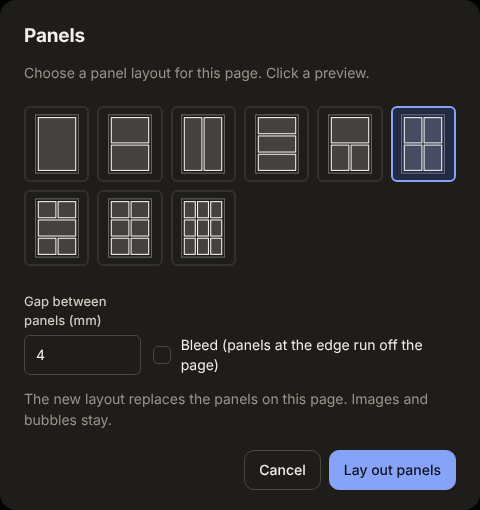 Panels
Choose a panel layout for this page. Click a preview.
Gap between
panels (mm)
4
Bleed (panels at the edge run off the
page)
The new layout replaces the panels on this page. Images and
bubbles stay.
Cancel
Lay out panels